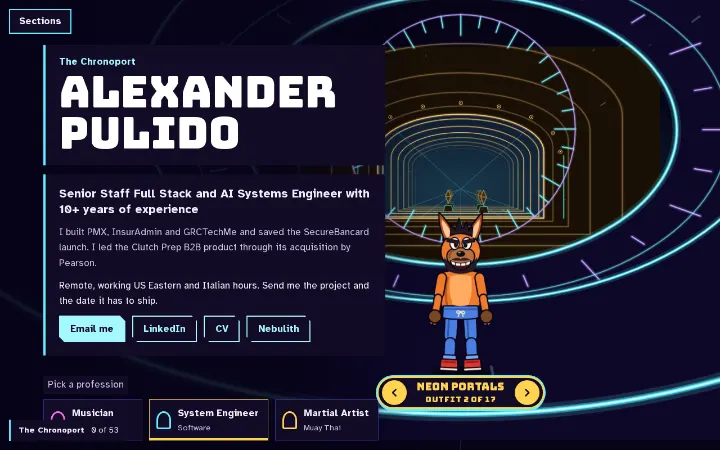 Sections
The Chronoport
ALEXANDER
PULIDO
Senior Staff Full Stack and AI Systems Engineer with
10+ years of experience
I built PMX, InsurAdmin and GRCTechMe and saved the SecureBancard
launch. I led the Clutch Prep B2B product through its acquisition by
Pearson.
Remote, working US Eastern and Italian hours. Send me the project and
the date it has to ship.
Email me
LinkedIn
CV
Nebulith
NEON PORTALS
OUTFIT 2 OF 17
Pick a profession
Musician
System Engineer
Software
Martial Artist
Muay Thai
The Chronoport 0 of 53